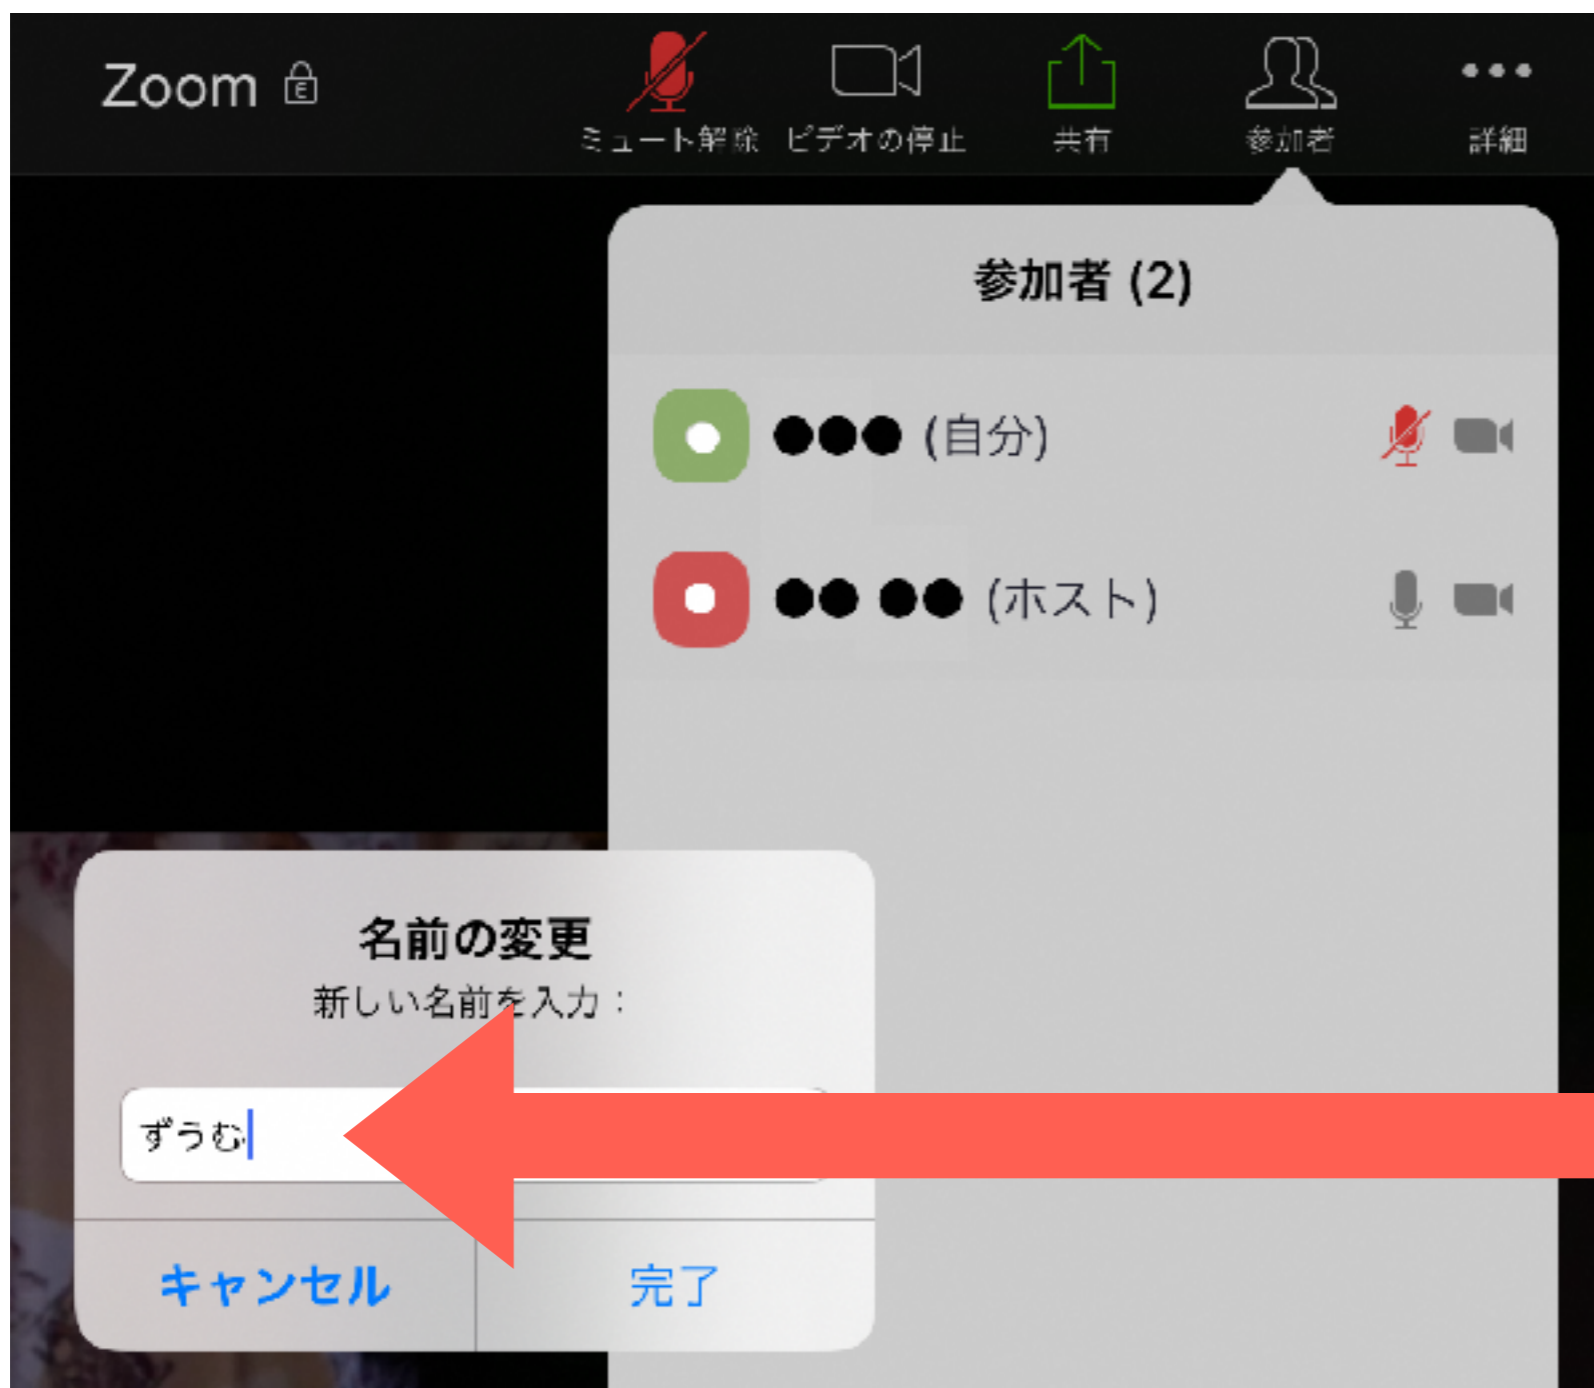 Zoom
ミュート解除 ビデオの停止 共有 参加者 詳細
参加者 (2)
●●● (自分)
●● ●● (ホスト)
名前の変更
新しい名前を入力：
ずうむ
キャンセル 完了